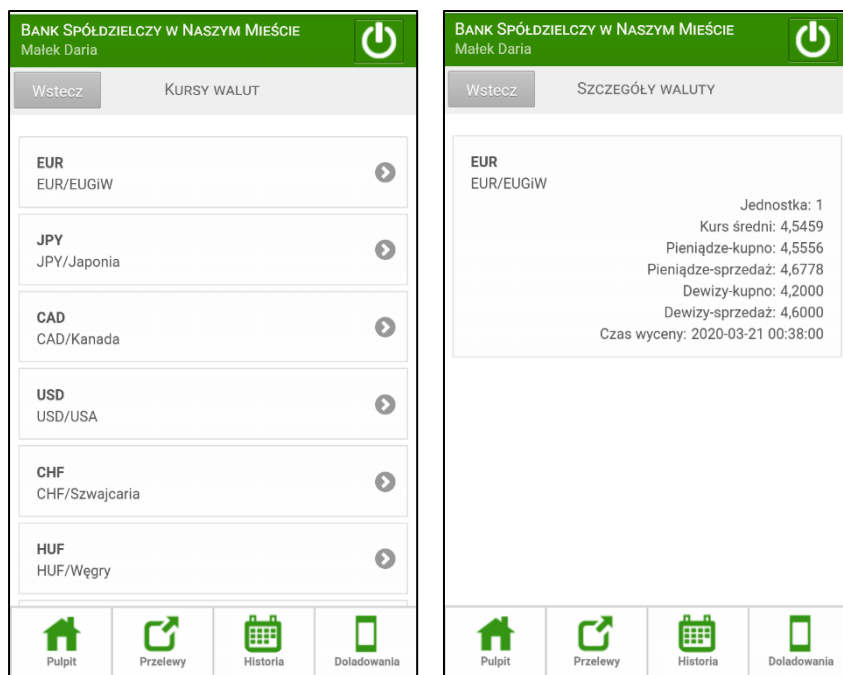 BANK SPÓŁDZIELCZY W NASZYM MIEŚCIE
Małek Daria
Wstecz
KURSY WALUT
EUR
EUR/EUGiW
JPY
JPY/Japonia
CAD
CAD/Kanada
USD
USD/USA
CHF
CHF/Szwajcaria
HUF
HUF/Węgry
Pulpit
Przelewy
Historia
Doladowania
BANK SPÓŁDZIELCZY W NASZYM MIEŚCIE
Małek Daria
Wstecz
SZCZEGÓŁY WALUTY
EUR
EUR/EUGiW
Jednostka: 1
Kurs średni: 4,5459
Pieniądze-kupno: 4,5556
Pieniądze-sprzedaż: 4,6778
Dewizy-kupno: 4,2000
Dewizy-sprzedaż: 4,6000
Czas wyceny: 2020-03-21 00:38:00
Pulpit
Przelewy
Historia
Doladowania